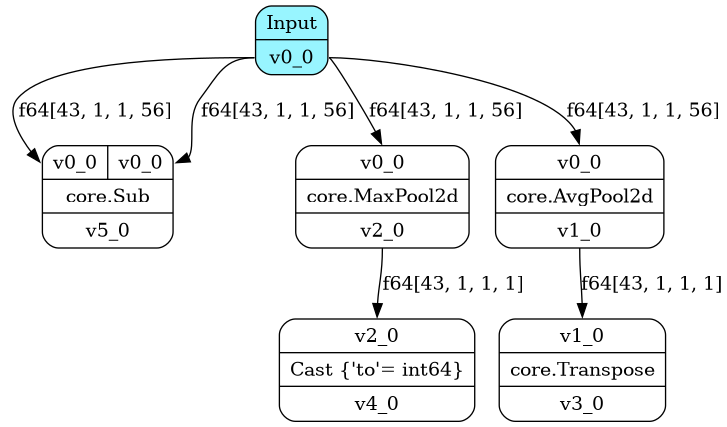 Input
v0_0
f64[43, 1, 1, 56]
f64[43, 1, 1, 56]
f64[43, 1, 1, 56]
f64[43, 1, 1, 56]
v0_0 v0_0
core.Sub
v5_0
v0_0
core.MaxPool2d
v2_0
v0_0
core.AvgPool2d
v1_0
f64[43, 1, 1, 1]
f64[43, 1, 1, 1]
v2_0
Cast {'to'= int64}
v4_0
v1_0
core.Transpose
v3_0